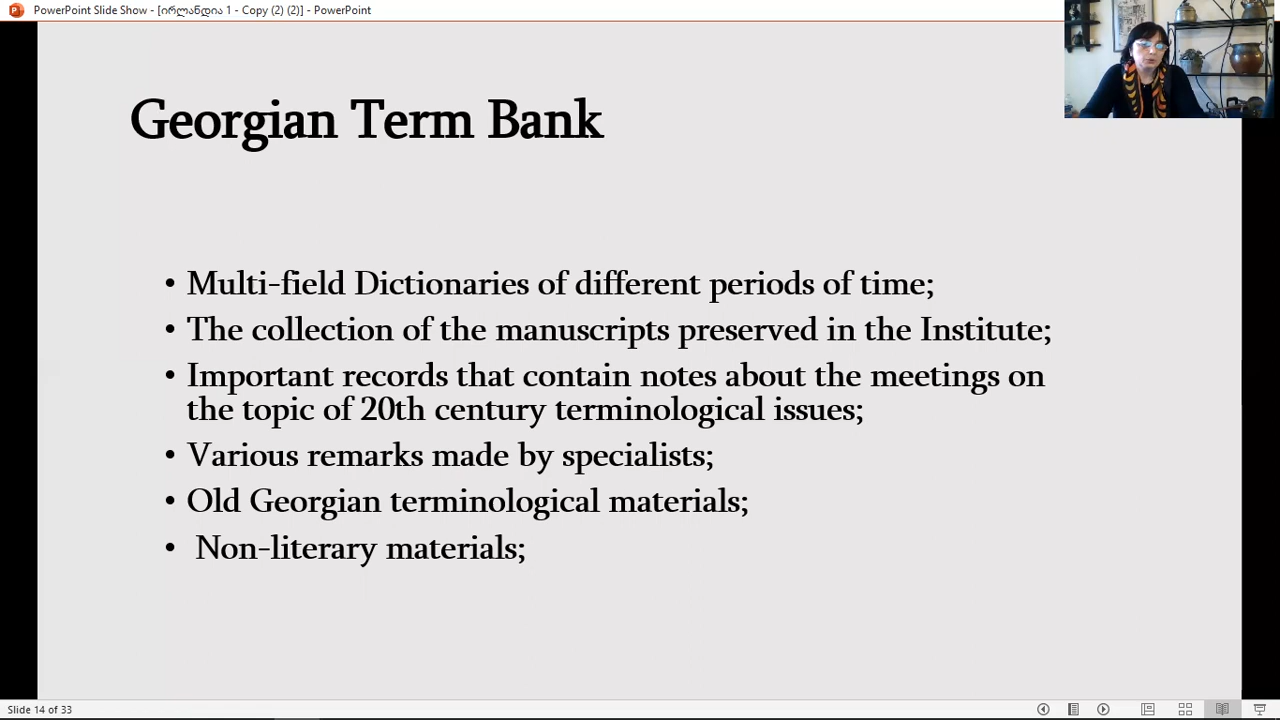 PowerPoint Slide Show - [ირლანდია 1 - Copy (2) (2)] - PowerPoint
Georgian Term Bank
• Multi-field Dictionaries of different periods of time;
• The collection of the manuscripts preserved in the Institute;
• Important records that contain notes about the meetings on
the topic of 20th century terminological issues;
• Various remarks made by specialists;
• Old Georgian terminological materials;
• Non-literary materials;
Slide 14 of 33